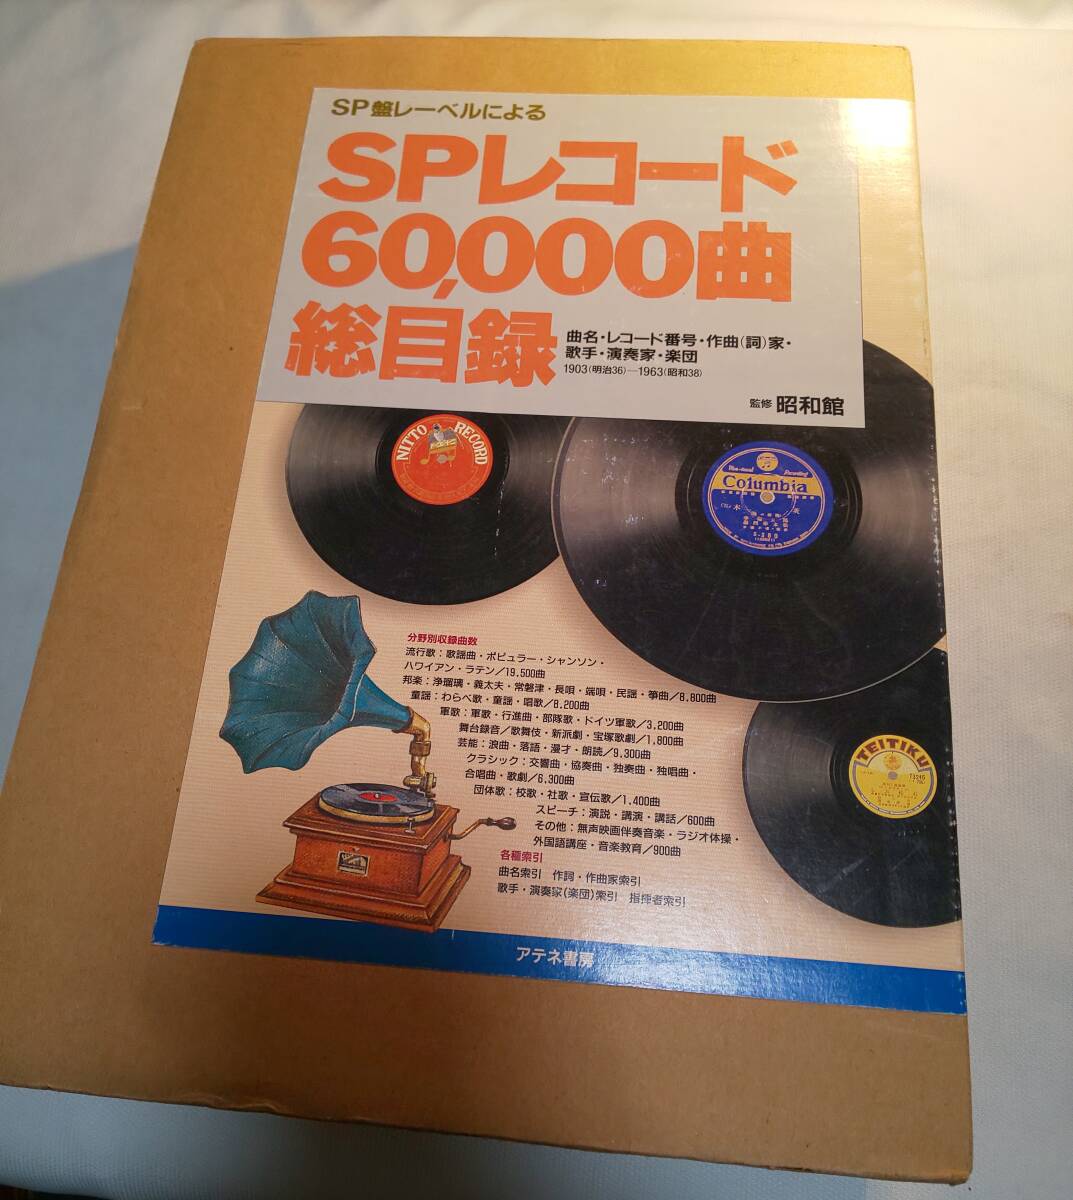 SP盤レーベルによる
SPレコード
60,000曲
総目録
曲名・レコード番号・作曲(詞)家・
歌手・演奏家・楽団
1903(明治36)―1963(昭和38)
監修 昭和館
NITTO RECORD
Viva-tonal Recording
Columbia
TEITIKU
分野別収録曲数
流行歌：歌謡曲・ポピュラー・シャンソン・
ハワイアン・ラテン／19,500曲
邦楽：浄瑠璃・義太夫・常磐津・長唄・端唄・民謡・箏曲／8,800曲
童謡：わらべ歌・童謡・唱歌／8,200曲
軍歌：軍歌・行進曲・部隊歌・ドイツ軍歌／3,200曲
舞台録音／歌舞伎・新派劇・宝塚歌劇／1,800曲
芸能：浪曲・落語・漫才・朗読／9,300曲
クラシック：交響曲・協奏曲・独奏曲・独唱曲・
合唱曲・歌劇／6,300曲
団体歌：校歌・社歌・宣伝歌／1,400曲
スピーチ：演説・講演・講話／600曲
その他：無声映画伴奏音楽・ラジオ体操・
外国語講座・音楽教育／900曲
各種索引
曲名索引 作詞・作曲家索引
歌手・演奏家(楽団)索引 指揮者索引
アテネ書房